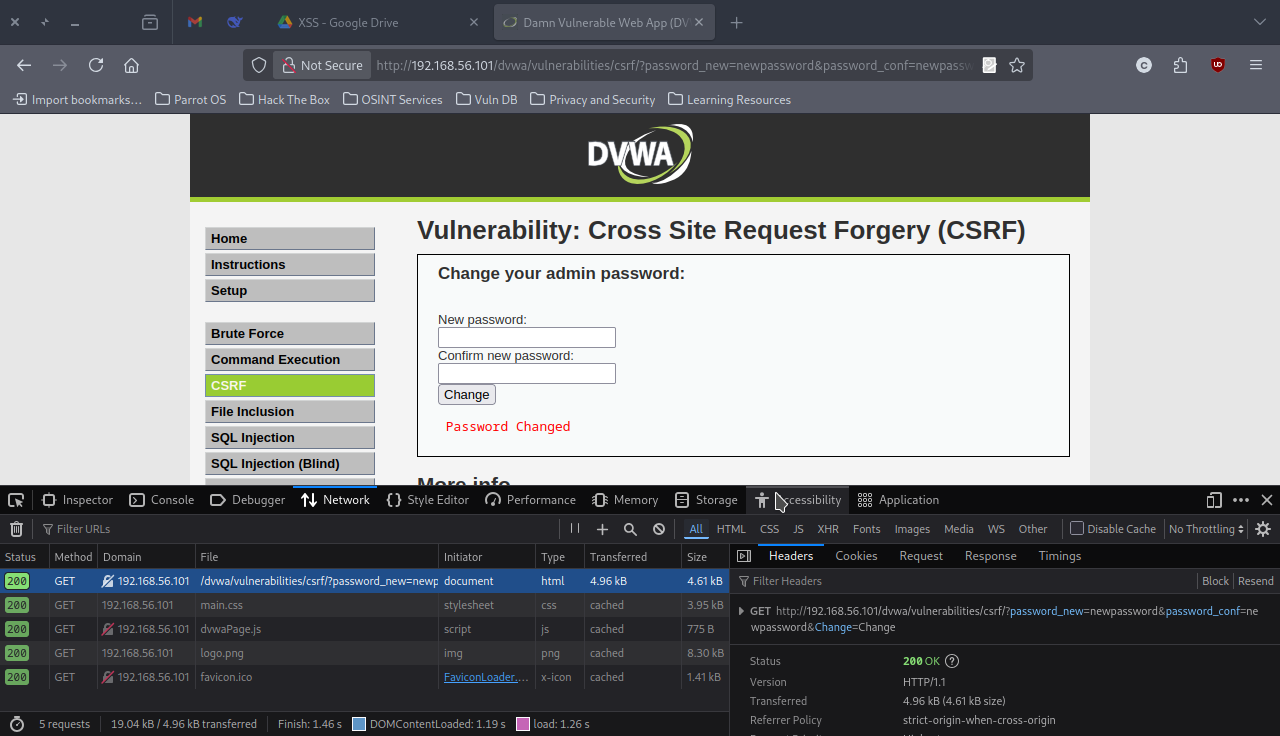 XSS - Google Drive
Damn Vulnerable Web App (DV
Not Secure
http://192.168.56.101/dvwa/vulnerabilities/csrf/?password_new=newpassword&password_conf=newpassw
Import bookmarks...
Parrot OS
Hack The Box
OSINT Services
Vuln DB
Privacy and Security
Learning Resources
DVWA
Home
Instructions
Setup
Brute Force
Command Execution
CSRF
File Inclusion
SQL Injection
SQL Injection (Blind)
Vulnerability: Cross Site Request Forgery (CSRF)
Change your admin password:
New password:
Confirm new password:
Change
Password Changed
More info
Inspector
Console
Debugger
Network
Style Editor
Performance
Memory
Storage
Accessibility
Application
Filter URLs
All
HTML
CSS
JS
XHR
Fonts
Images
Media
WS
Other
Disable Cache
No Throttling
Status Method Domain File Initiator Type Transferred Size
200 GET 192.168.56.101 /dvwa/vulnerabilities/csrf/?password_new=newp document html 4.96 kB 4.61 kB
200 GET 192.168.56.101 main.css stylesheet css cached 3.95 kB
200 GET 192.168.56.101 dvwaPage.js script js cached 775 B
200 GET 192.168.56.101 logo.png img png cached 8.30 kB
200 GET 192.168.56.101 favicon.ico FaviconLoader.... x-icon cached 1.41 kB
5 requests
19.04 kB / 4.96 kB transferred
Finish: 1.46 s
DOMContentLoaded: 1.19 s
load: 1.26 s
Headers
Cookies
Request
Response
Timings
Filter Headers
Block
Resend
GET http://192.168.56.101/dvwa/vulnerabilities/csrf/?password_new=newpassword&password_conf=ne
wpassword&Change=Change
Status 200 OK
Version HTTP/1.1
Transferred 4.96 kB (4.61 kB size)
Referrer Policy strict-origin-when-cross-origin